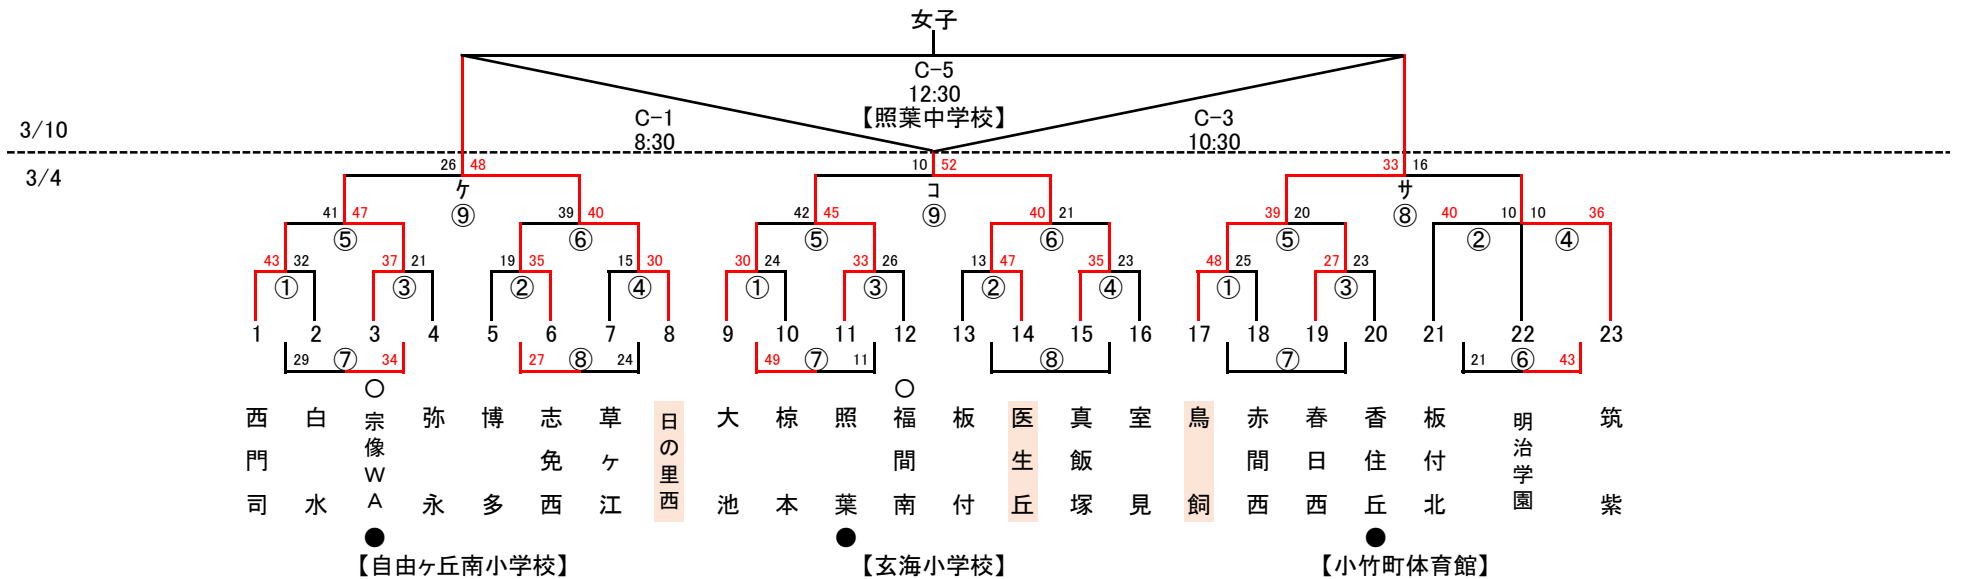 女子
C-5
12:30
【照葉中学校】
C-1
8:30
C-3
10:30
3/10
3/4
26 48 10 52 33 16
ケ コ サ
⑨ ⑨ ⑧
41 47 39 40 42 45 40 21 39 20 40 10 10 36
⑤ ⑥ ⑤ ⑥ ⑤ ② ④
43 32 37 21 19 35 15 30 30 24 33 26 13 47 35 23 48 25 27 23
① ③ ② ④ ① ③ ② ④ ① ③
1 2 3 4 5 6 7 8 9 10 11 12 13 14 15 16 17 18 19 20 21 22 23
29 ⑦ 34 27 ⑧ 24 49 ⑦ 11 ⑧ ⑦ 21 ⑥ 43
○ ○
西門司
白水
宗像WA
弥永
博多
志免西
草ヶ江
日の里西
大池
椋本
照葉
福間南
板付
医生丘
真飯塚
室見
鳥飼
赤間西
春日西
香住丘
板付北
明治学園
筑紫
● ● ●
【自由ヶ丘南小学校】
【玄海小学校】
【小竹町体育館】